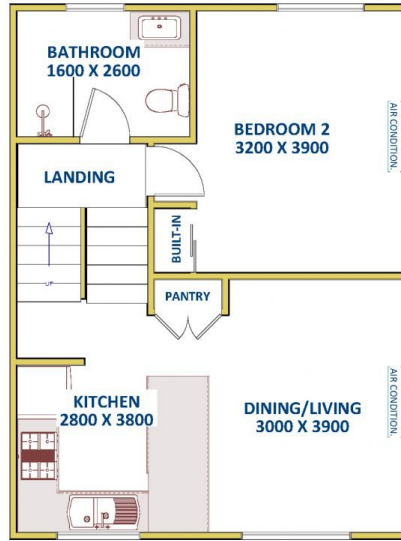 BATHROOM
1600 X 2600
BEDROOM 2
3200 X 3900
AIR CONDITION.
LANDING
BUILT-IN
UP
PANTRY
KITCHEN
2800 X 3800
DINING/LIVING
3000 X 3900
AIR CONDITION.